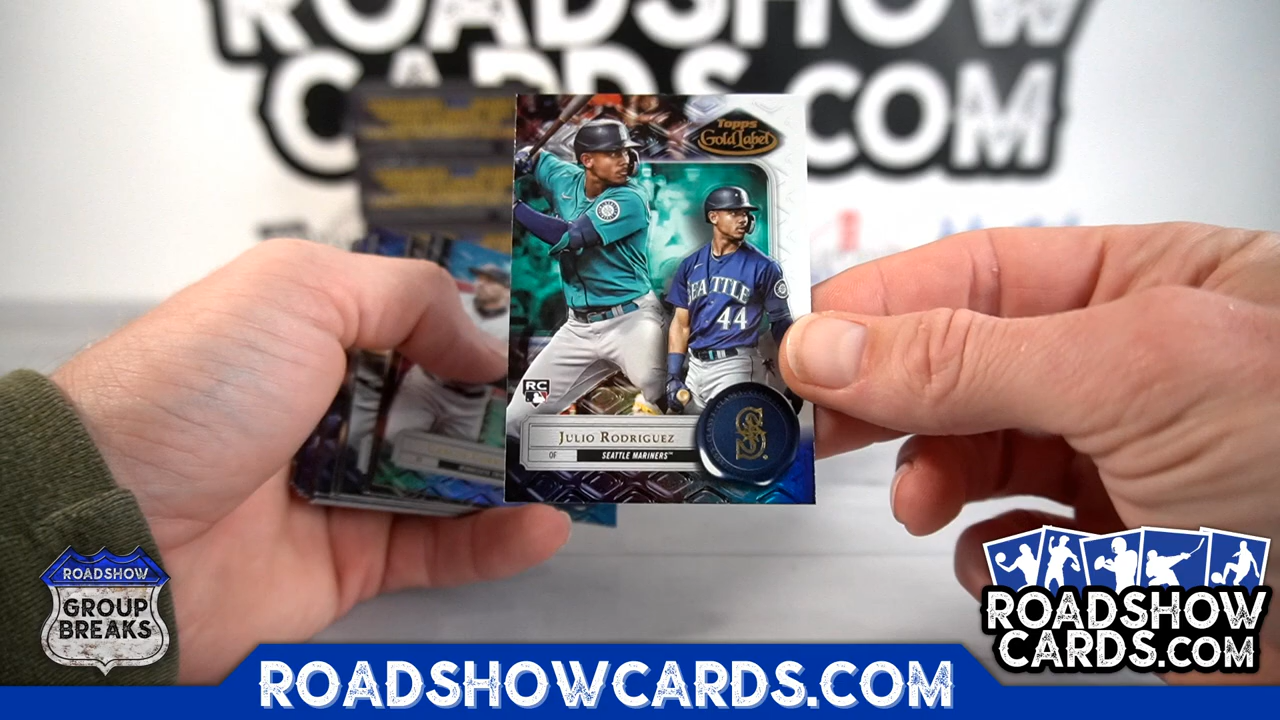 ROADSHOW
CARDS.COM
Topps
Gold Label
SEATTLE
44
RC
JULIO RODRIGUEZ
OF
SEATTLE MARINERS™
S
ROADSHOW
GROUP
BREAKS
ROADSHOW
CARDS.COM
ROADSHOWCARDS.COM